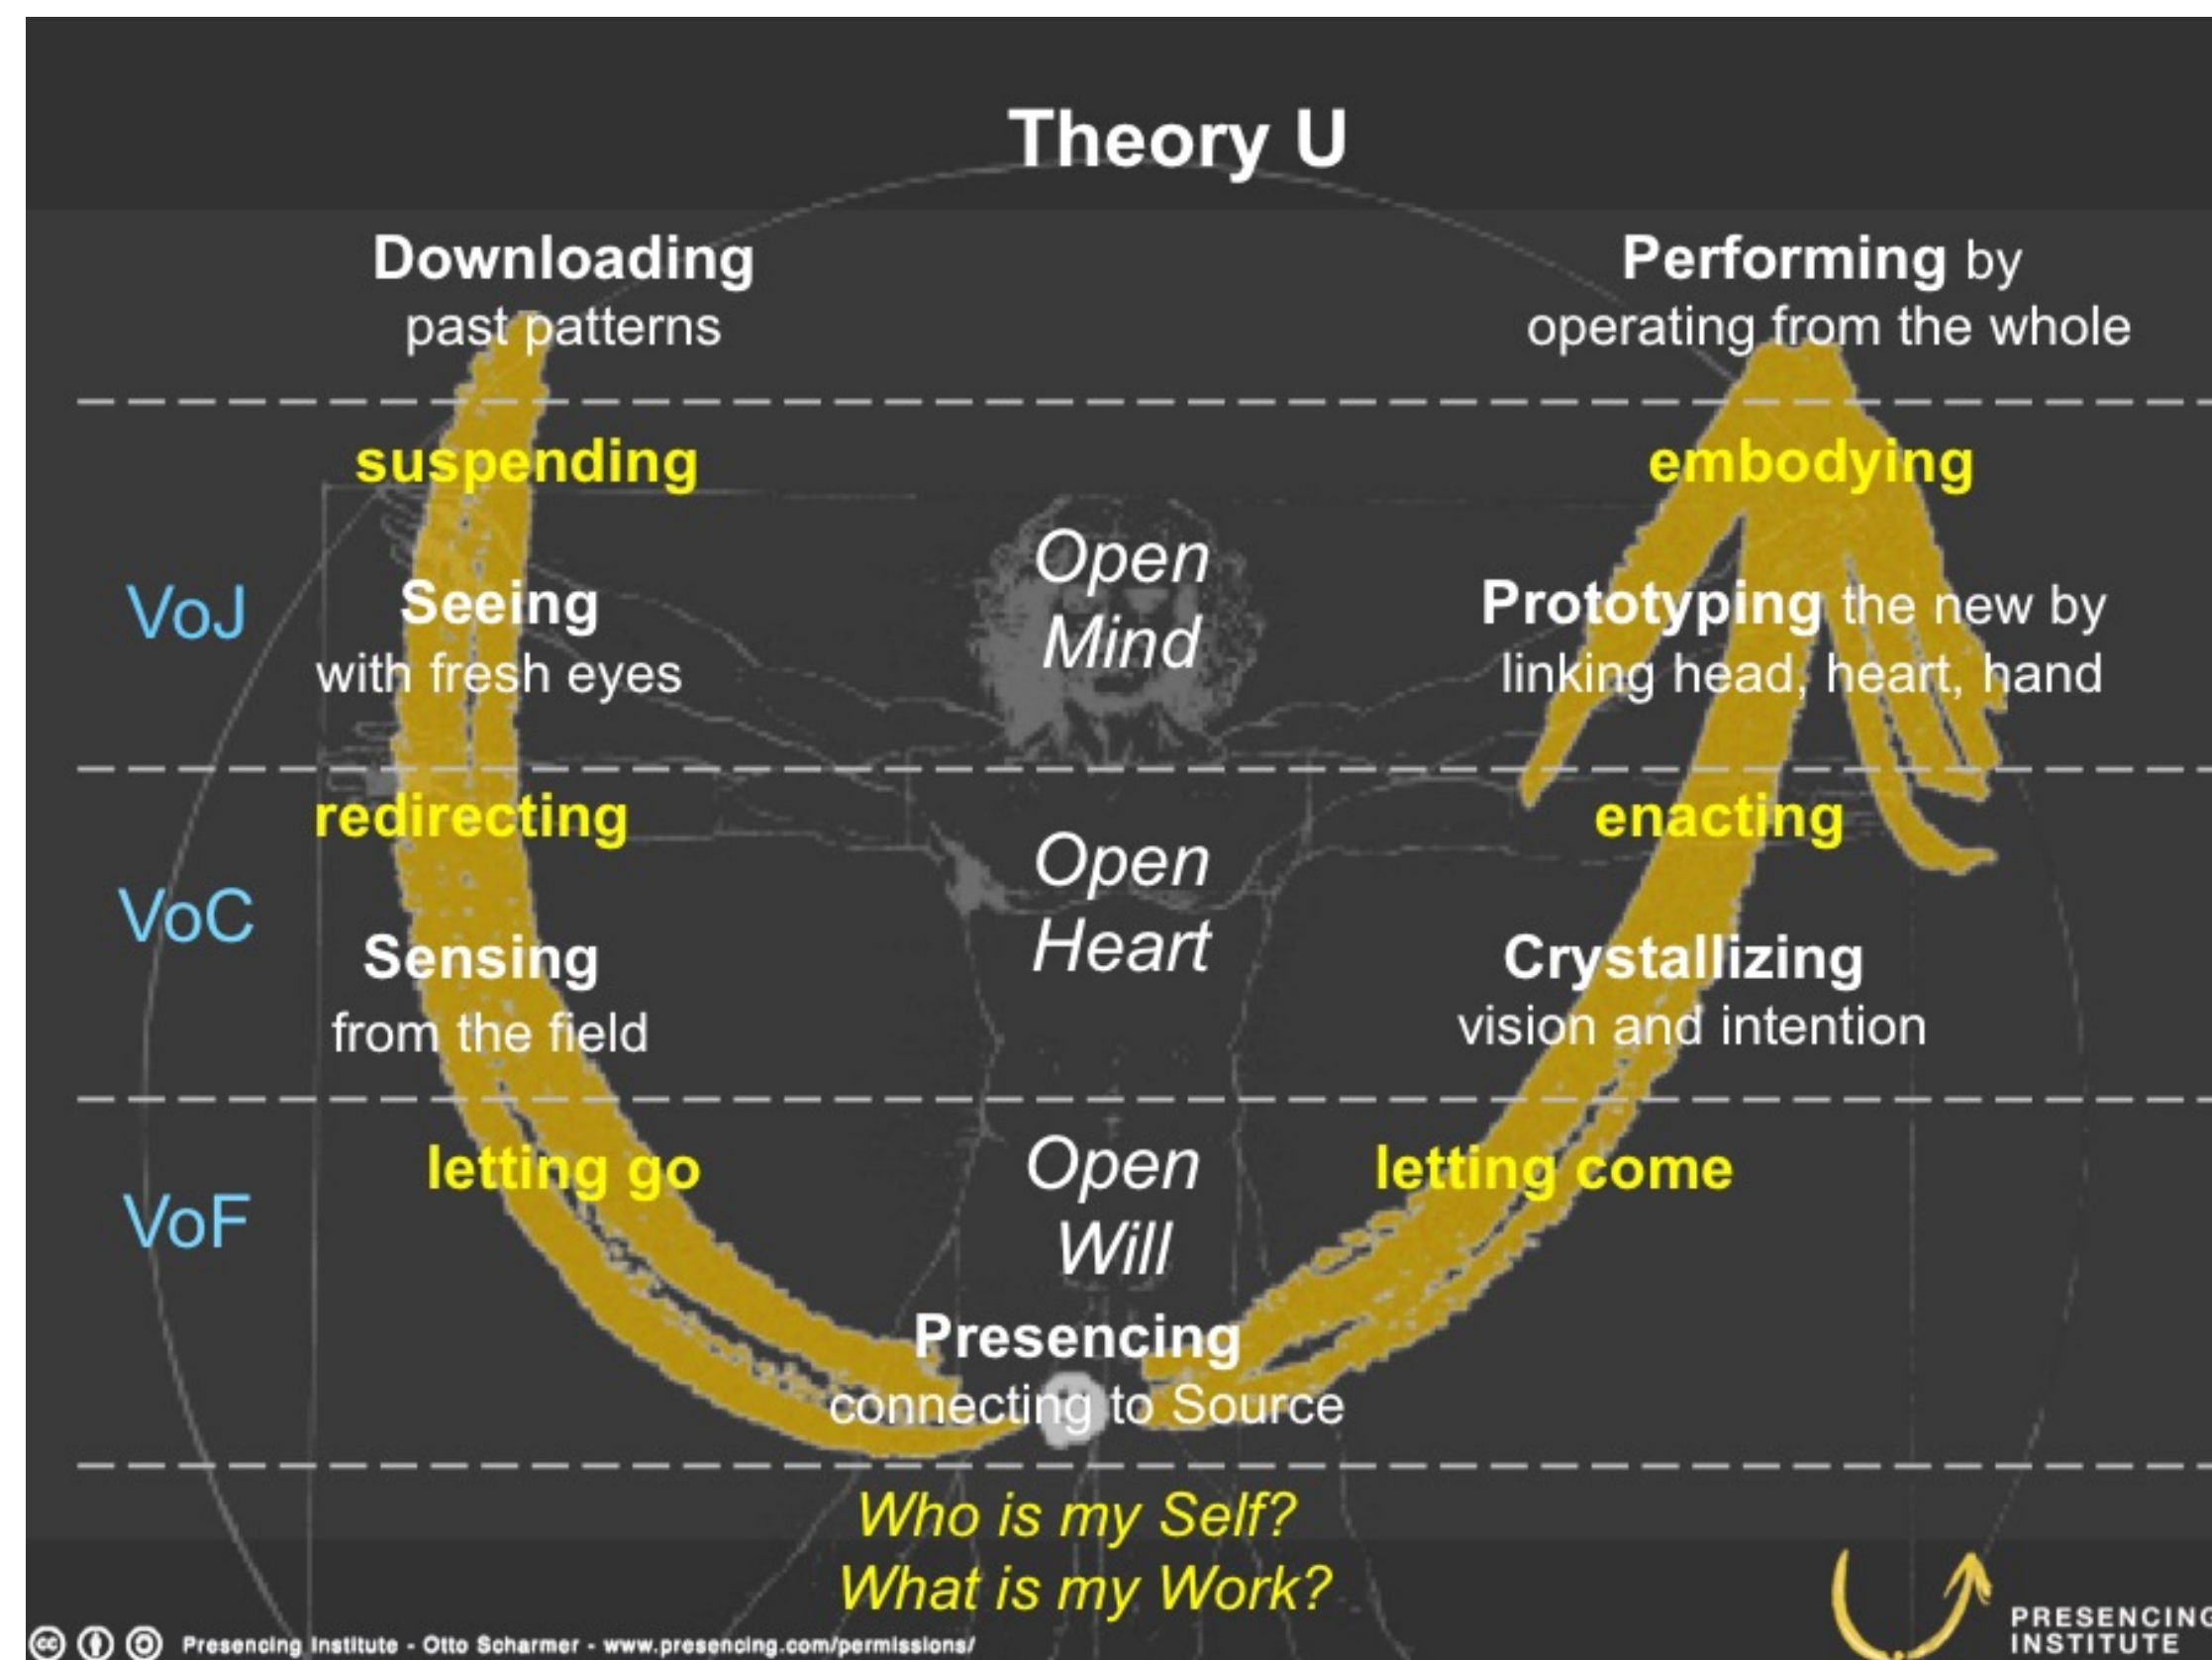 Theory U
Downloading
past patterns
Performing by
operating from the whole
suspending
embodying
VoJ
Seeing
with fresh eyes
Open
Mind
Prototyping the new by
linking head, heart, hand
redirecting
enacting
VoC
Sensing
from the field
Open
Heart
Crystallizing
vision and intention
letting go
letting come
VoF
Open
Will
Presencing
connecting to Source
Who is my Self?
What is my Work?
cc Presencing Institute - Otto Scharmer - www.presencing.com/permissions/
PRESENCING
INSTITUTE